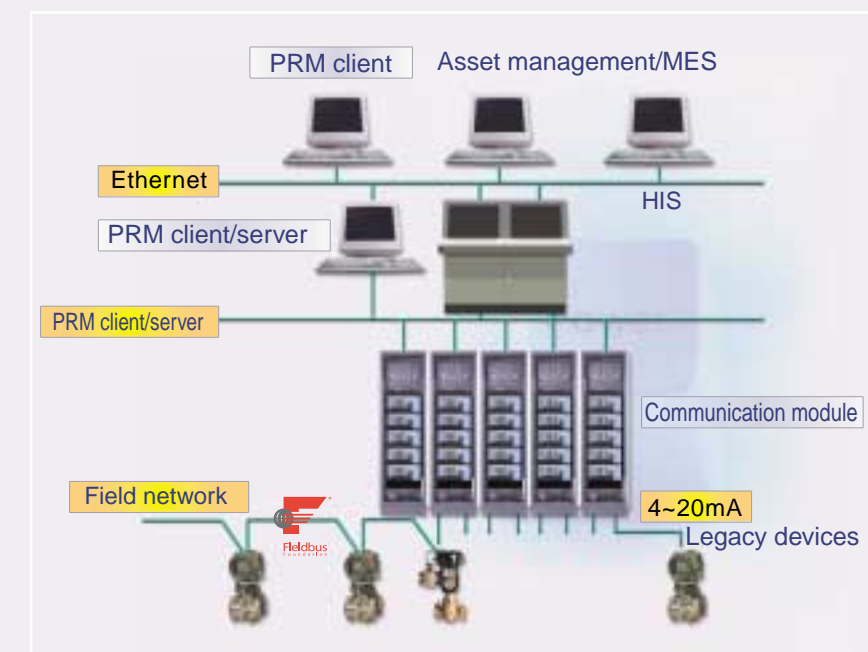 PRM client
Asset management/MES
Ethernet
HIS
PRM client/server
PRM client/server
Communication module
Field network
4~20mA
Fieldbus
Foundation
Legacy devices